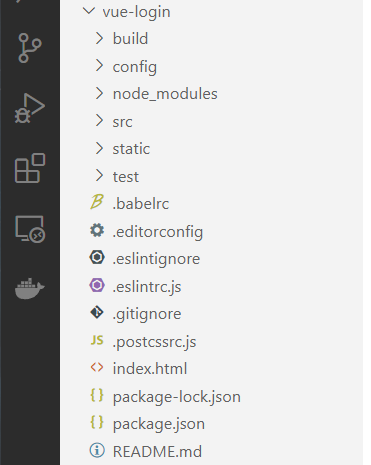 vue-login
build
config
node_modules
src
static
test
.babelrc
.editorconfig
.eslintignore
.eslintrc.js
.gitignore
JS .postcssrc.js
index.html
package-lock.json
package.json
README.md